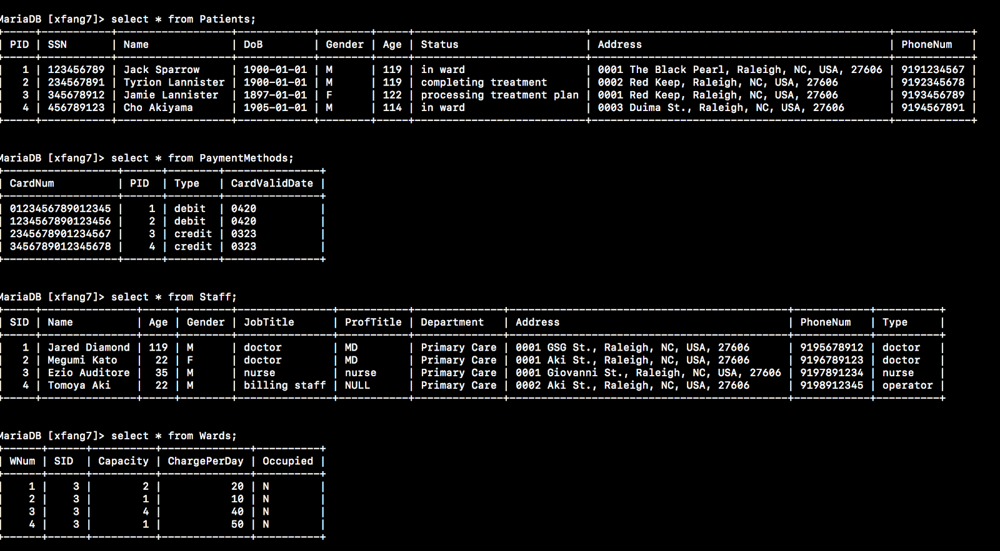 MariaDB [xfang7]> select * from Patients;
+-----+-----------+------------------+------------+--------+-----+---------------------------+-----------------------------------------------+------------+
| PID | SSN       | Name             | DoB        | Gender | Age | Status                    | Address                                       | PhoneNum   |
+-----+-----------+------------------+------------+--------+-----+---------------------------+-----------------------------------------------+------------+
|   1 | 123456789 | Jack Sparrow     | 1900-01-01 | M      | 119 | in ward                   | 0001 The Black Pearl, Raleigh, NC, USA, 27606 | 9191234567 |
|   2 | 234567891 | Tyrion Lannister | 1900-01-01 | M      | 119 | completing treatment      | 0002 Red Keep, Raleigh, NC, USA, 27606        | 9192345678 |
|   3 | 345678912 | Jamie Lannister  | 1897-01-01 | F      | 122 | processing treatment plan | 0001 Red Keep, Raleigh, NC, USA, 27606        | 9193456789 |
|   4 | 456789123 | Cho Akiyama      | 1905-01-01 | M      | 114 | in ward                   | 0003 Duima St., Raleigh, NC, USA, 27606       | 9194567891 |
+-----+-----------+------------------+------------+--------+-----+---------------------------+-----------------------------------------------+------------+
MariaDB [xfang7]> select * from PaymentMethods;
+------------------+------+--------+---------------+
| CardNum          | PID  | Type   | CardValidDate |
+------------------+------+--------+---------------+
| 0123456789012345 |    1 | debit  | 0420          |
| 1234567890123456 |    2 | debit  | 0420          |
| 2345678901234567 |    3 | credit | 0323          |
| 3456789012345678 |    4 | credit | 0323          |
+------------------+------+--------+---------------+
MariaDB [xfang7]> select * from Staff;
+-----+---------------+-----+--------+---------------+-----------+--------------+--------------------------------------------+------------+----------+
| SID | Name          | Age | Gender | JobTitle      | ProfTitle | Department   | Address                                    | PhoneNum   | Type     |
+-----+---------------+-----+--------+---------------+-----------+--------------+--------------------------------------------+------------+----------+
|   1 | Jared Diamond | 119 | M      | doctor        | MD        | Primary Care | 0001 GSG St., Raleigh, NC, USA, 27606      | 9195678912 | doctor   |
|   2 | Megumi Kato   |  22 | F      | doctor        | MD        | Primary Care | 0001 Aki St., Raleigh, NC, USA, 27606      | 9196789123 | doctor   |
|   3 | Ezio Auditore |  35 | M      | nurse         | nurse     | Primary Care | 0001 Giovanni St., Raleigh, NC, USA, 27606 | 9197891234 | nurse    |
|   4 | Tomoya Aki    |  22 | M      | billing staff | NULL      | Primary Care | 0002 Aki St., Raleigh, NC, USA, 27606      | 9198912345 | operator |
+-----+---------------+-----+--------+---------------+-----------+--------------+--------------------------------------------+------------+----------+
MariaDB [xfang7]> select * from Wards;
+------+------+----------+--------------+----------+
| WNum | SID  | Capacity | ChargePerDay | Occupied |
+------+------+----------+--------------+----------+
|    1 |    3 |        2 |           20 | N        |
|    2 |    3 |        1 |           10 | N        |
|    3 |    3 |        4 |           40 | N        |
|    4 |    3 |        1 |           50 | N        |
+------+------+----------+--------------+----------+